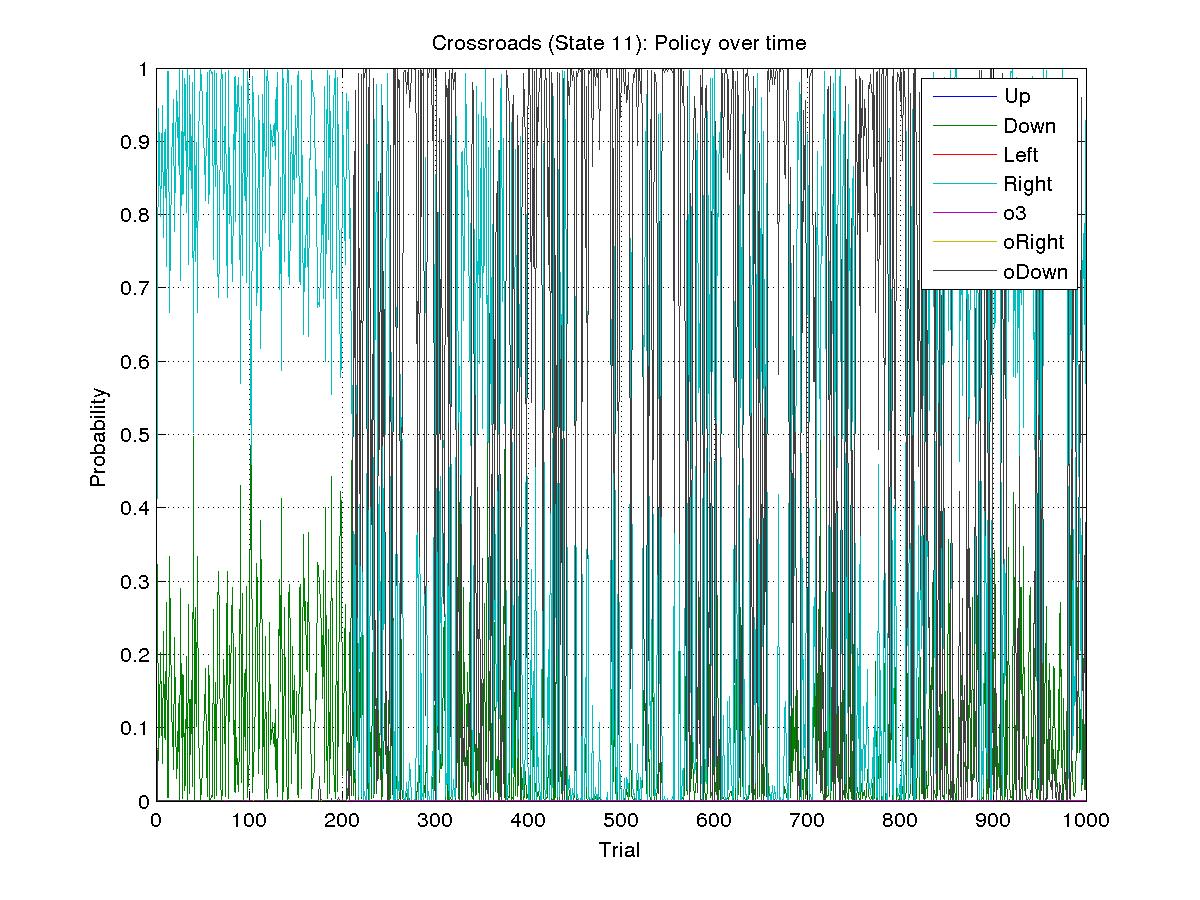 Crossroads (State 11): Policy over time
1
0.9
0.8
0.7
0.6
0.5
0.4
0.3
0.2
0.1
0
Probability
Up
Down
Left
Right
o3
oRight
oDown
0 100 200 300 400 500 600 700 800 900 1000
Trial